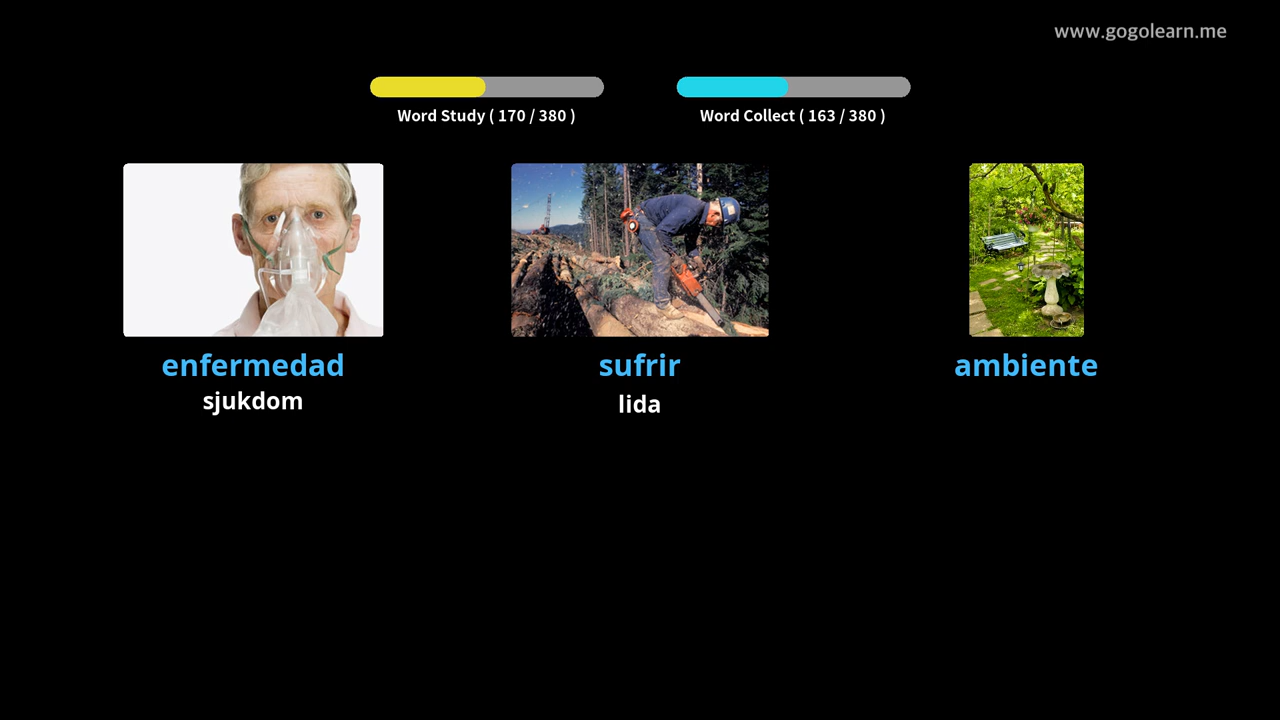 www.gogolearn.me
Word Study ( 170 / 380 )
Word Collect ( 163 / 380 )
enfermedad
sjukdom
sufrir
lida
ambiente